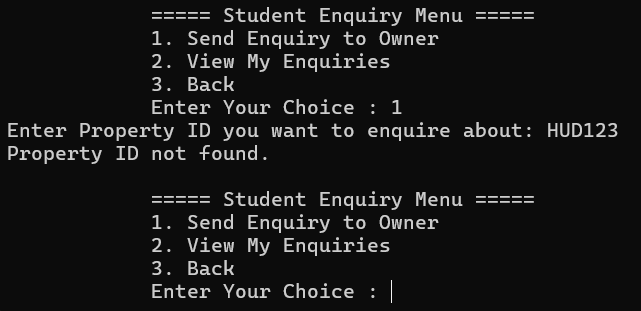 ===== Student Enquiry Menu =====
1. Send Enquiry to Owner
2. View My Enquiries
3. Back
Enter Your Choice : 1
Enter Property ID you want to enquire about: HUD123
Property ID not found.
===== Student Enquiry Menu =====
1. Send Enquiry to Owner
2. View My Enquiries
3. Back
Enter Your Choice :